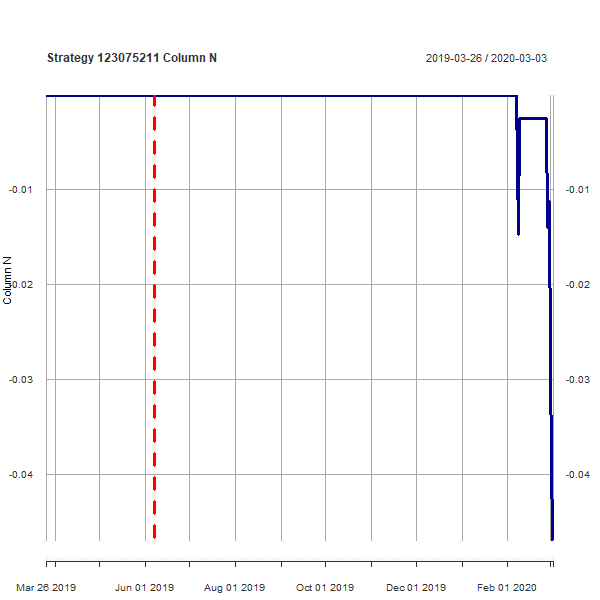 Strategy 123075211 Column N
2019-03-26 / 2020-03-03
-0.01 -0.01
Column N
-0.02 -0.02
-0.03 -0.03
-0.04 -0.04
Mar 26 2019 Jun 01 2019 Aug 01 2019 Oct 01 2019 Dec 01 2019 Feb 01 2020